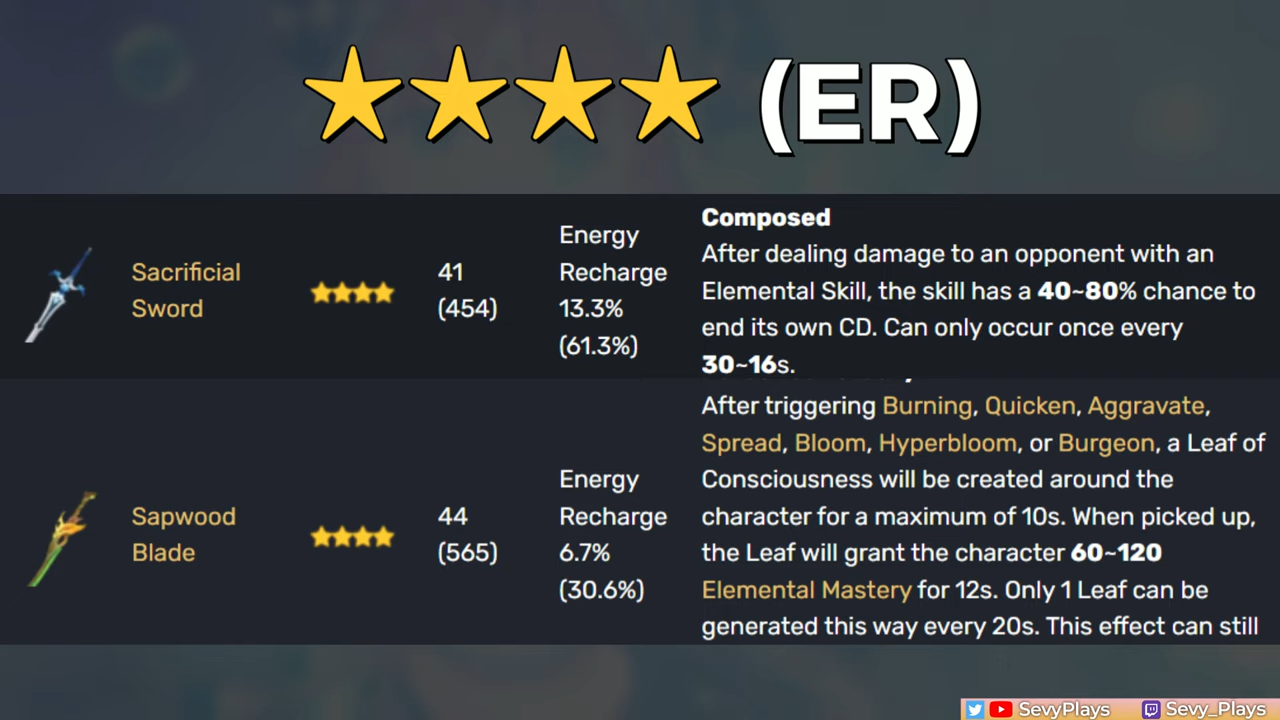 (ER)
Sacrificial
Sword
41
(454)
Energy
Recharge
13.3%
(61.3%)
Composed
After dealing damage to an opponent with an
Elemental Skill, the skill has a 40~80% chance to
end its own CD. Can only occur once every
30~16s.
Sapwood
Blade
44
(565)
Energy
Recharge
6.7%
(30.6%)
After triggering Burning, Quicken, Aggravate,
Spread, Bloom, Hyperbloom, or Burgeon, a Leaf of
Consciousness will be created around the
character for a maximum of 10s. When picked up,
the Leaf will grant the character 60~120
Elemental Mastery for 12s. Only 1 Leaf can be
generated this way every 20s. This effect can still
SevyPlays
Sevy_Plays